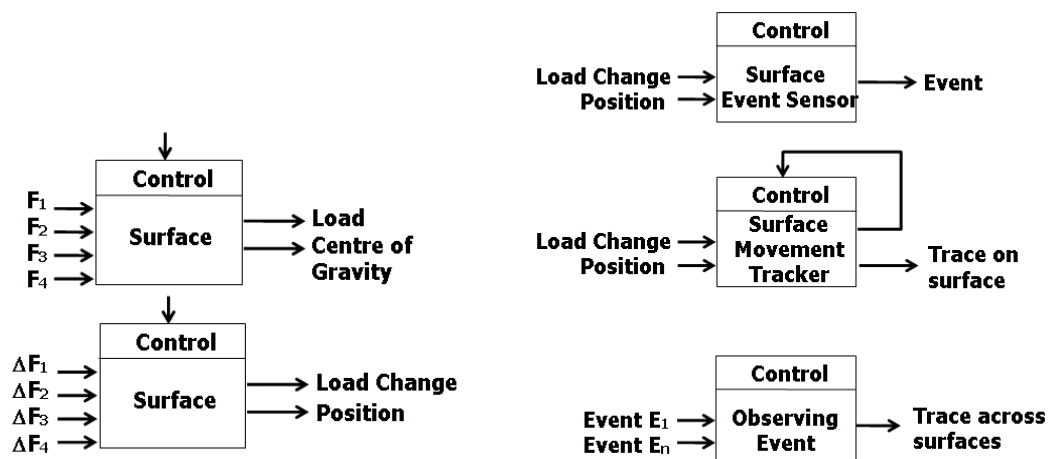 Control
F1
F2
F3
F4
Surface
Load
Centre of
Gravity
Control
ΔF1
ΔF2
ΔF3
ΔF4
Surface
Load Change
Position
Control
Load Change
Position
Surface
Event Sensor
Event
Control
Load Change
Position
Surface
Movement
Tracker
Trace on
surface
Control
Event E1
Event En
Observing
Event
Trace across
surfaces